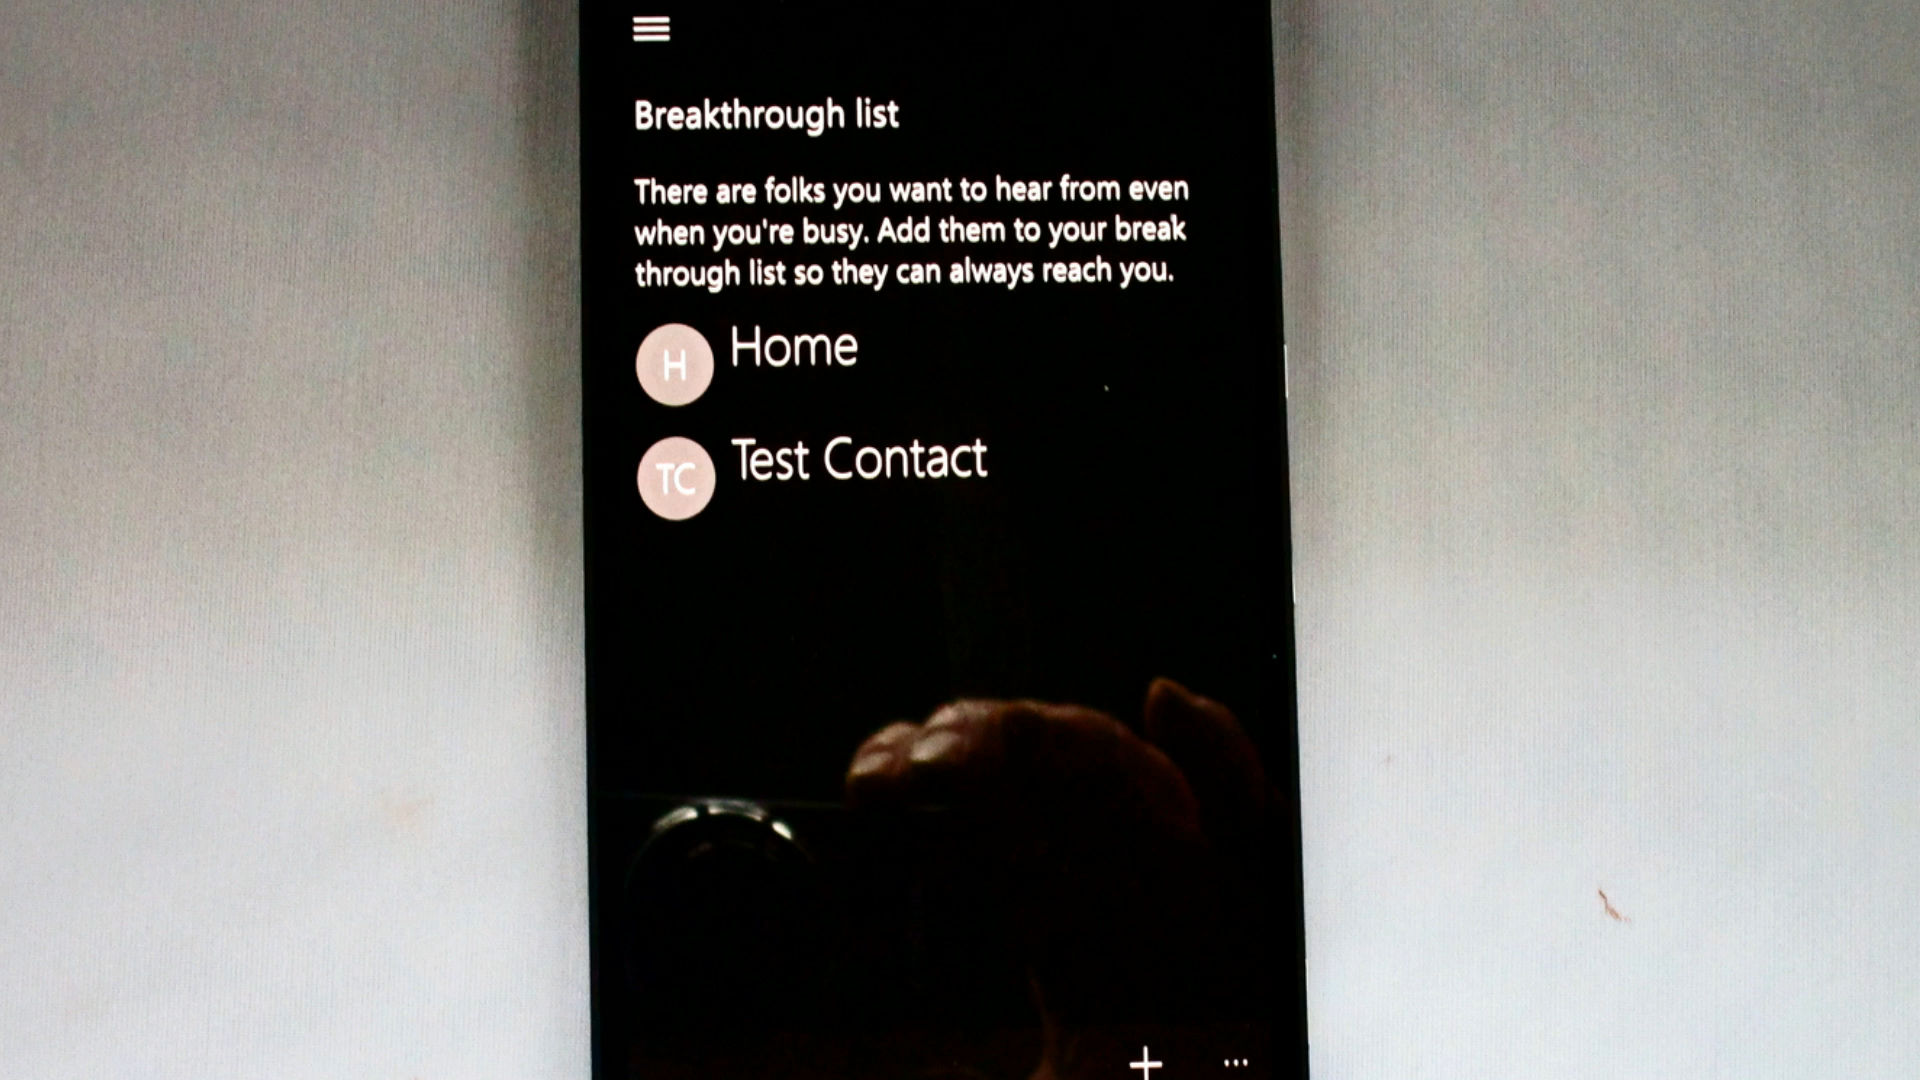 Breakthrough list
There are folks you want to hear from even
when you're busy. Add them to your break
through list so they can always reach you.
H
Home
TC
Test Contact